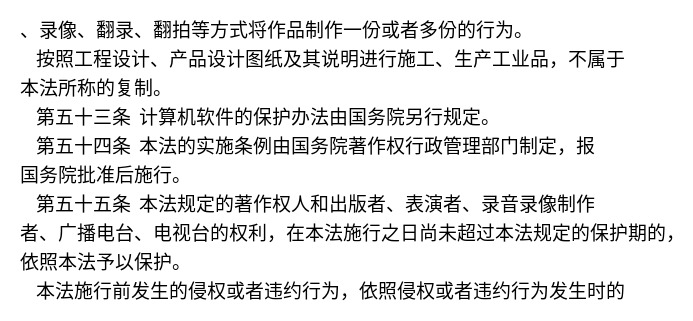 、录像、翻录、翻拍等方式将作品制作一份或者多份的行为。
按照工程设计、产品设计图纸及其说明进行施工、生产工业品，不属于
本法所称的复制。
第五十三条 计算机软件的保护办法由国务院另行规定。
第五十四条 本法的实施条例由国务院著作权行政管理部门制定，报
国务院批准后施行。
第五十五条 本法规定的著作权人和出版者、表演者、录音录像制作
者、广播电台、电视台的权利，在本法施行之日尚未超过本法规定的保护期的，
依照本法予以保护。
本法施行前发生的侵权或者违约行为，依照侵权或者违约行为发生时的